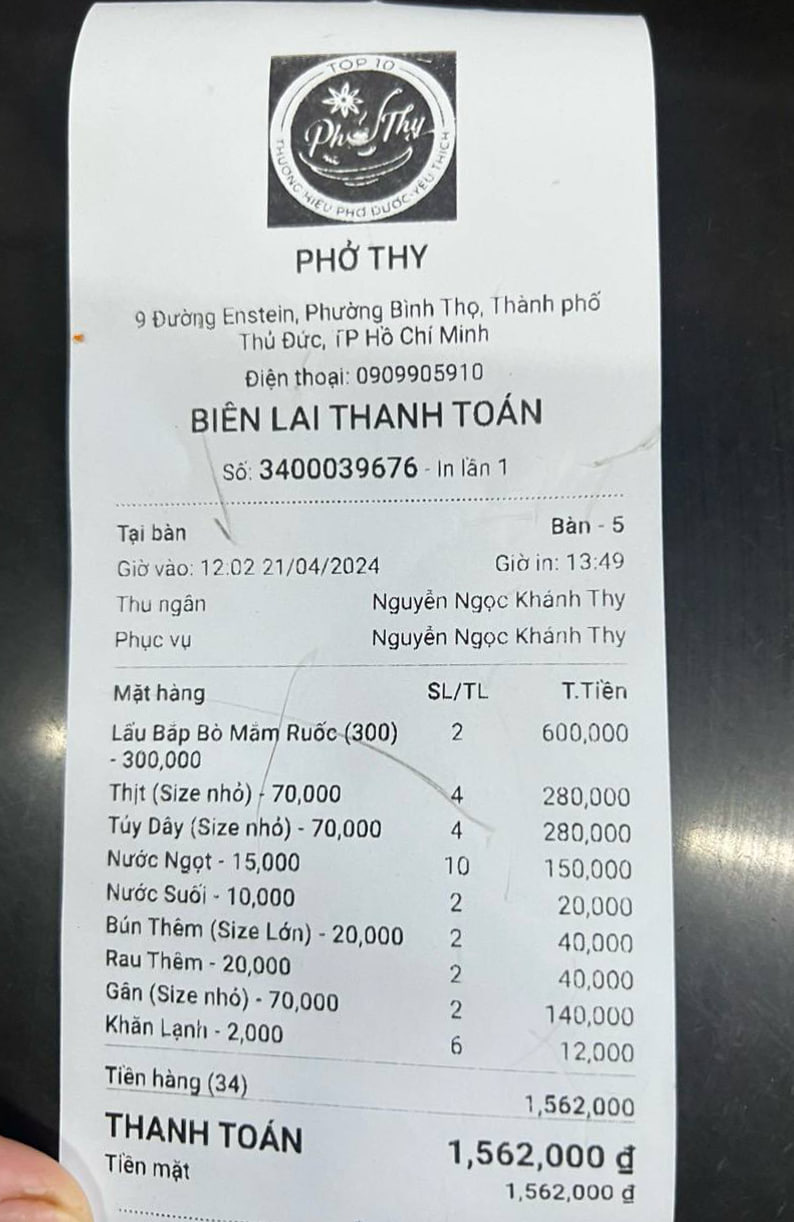 TOP 10
Phở Thy
THƯƠNG HIỆU PHỞ ĐƯỢC YÊU THÍCH
PHỞ THY
9 Đường Enstein, Phường Bình Thọ, Thành phố
Thủ Đức, TP Hồ Chí Minh
Điện thoại: 0909905910
BIÊN LAI THANH TOÁN
Số: 3400039676 - In lần 1
Tại bàn Bàn - 5
Giờ vào: 12:02 21/04/2024 Giờ in: 13:49
Thu ngân Nguyễn Ngọc Khánh Thy
Phục vụ Nguyễn Ngọc Khánh Thy
Mặt hàng SL/TL T.Tiền
Lẩu Bắp Bò Mắm Ruốc (300) 2 600,000
- 300,000
Thịt (Size nhỏ) - 70,000 4 280,000
Túy Dây (Size nhỏ) - 70,000 4 280,000
Nước Ngọt - 15,000 10 150,000
Nước Suối - 10,000 2 20,000
Bún Thêm (Size Lớn) - 20,000 2 40,000
Rau Thêm - 20,000 2 40,000
Gân (Size nhỏ) - 70,000 2 140,000
Khăn Lạnh - 2,000 6 12,000
Tiền hàng (34) 1,562,000
THANH TOÁN 1,562,000 đ
Tiền mặt 1,562,000 đ